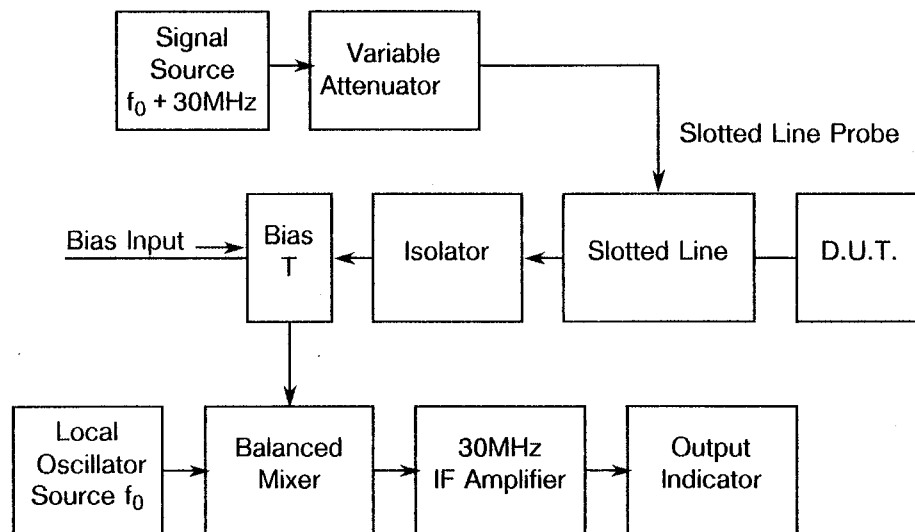 Signal
Source
f₀ + 30MHz
Variable
Attenuator
Slotted Line Probe
Bias Input
Bias
T
Isolator
Slotted Line
D.U.T.
Local
Oscillator
Source f₀
Balanced
Mixer
30MHz
IF Amplifier
Output
Indicator